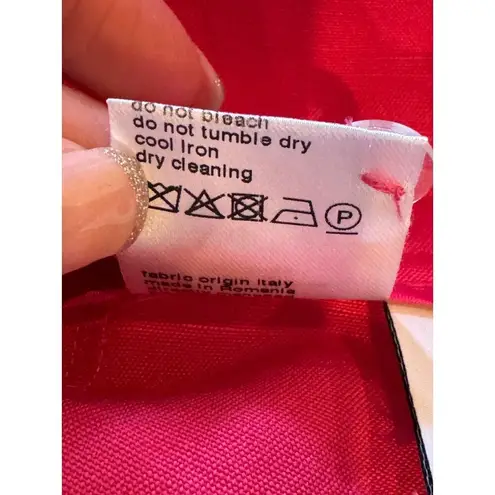 do not bleach
do not tumble dry
cool iron
dry cleaning
P
fabric origin Italy
made in Romania